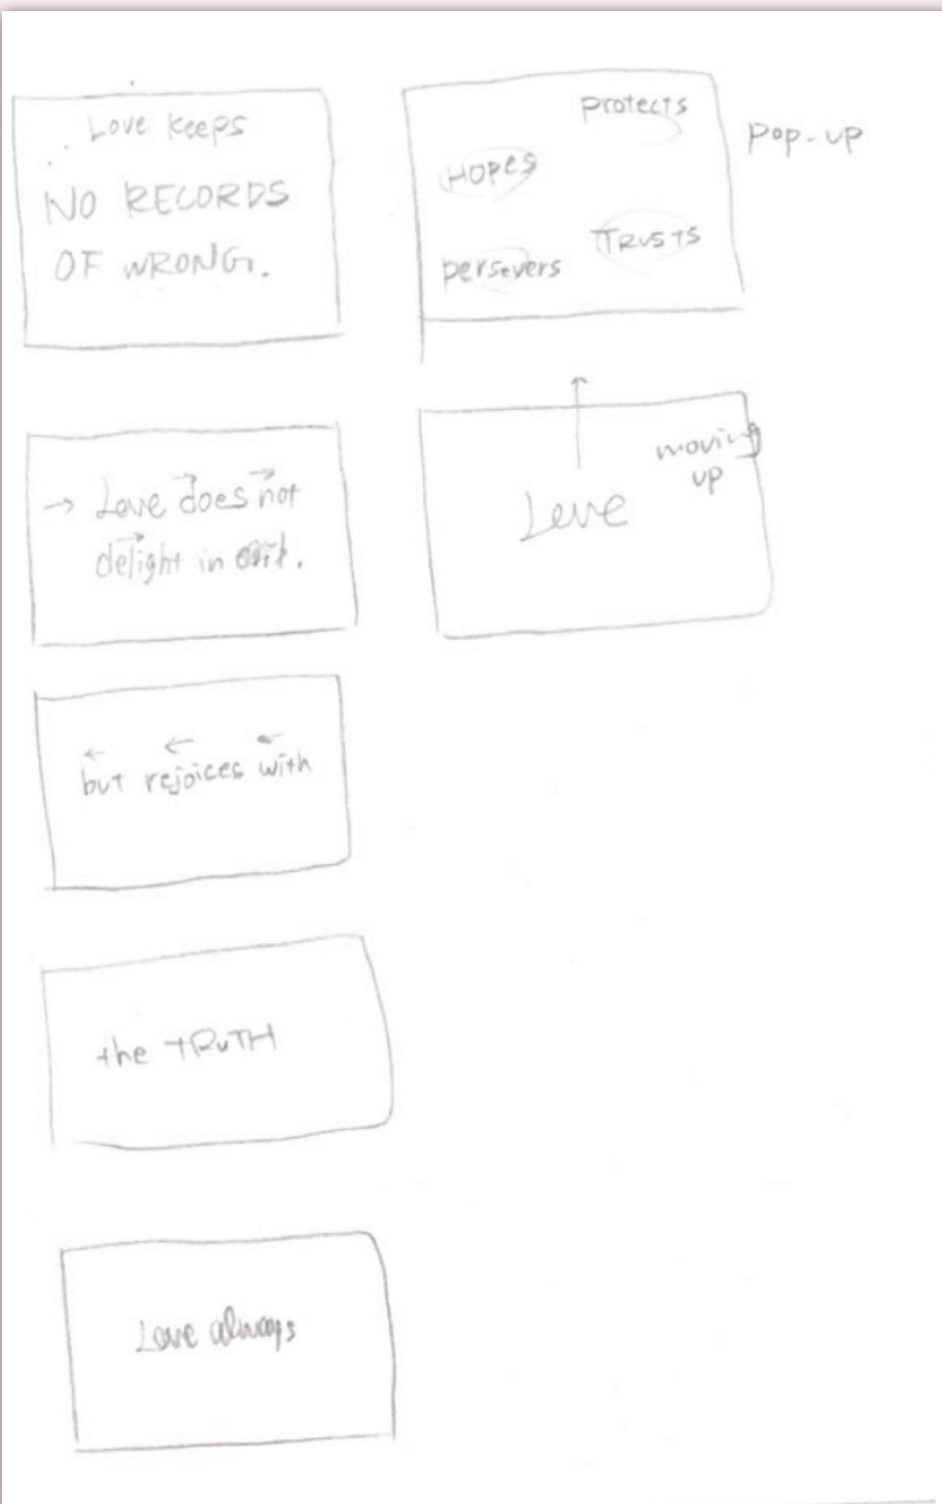 Love keeps
NO RECORDS
OF WRONG.
→ Love does not
delight in evil.
but rejoices with
the TRUTH
Love always
protects
HOPES
TRUSTS
persevers
pop-up
moving
up
Love